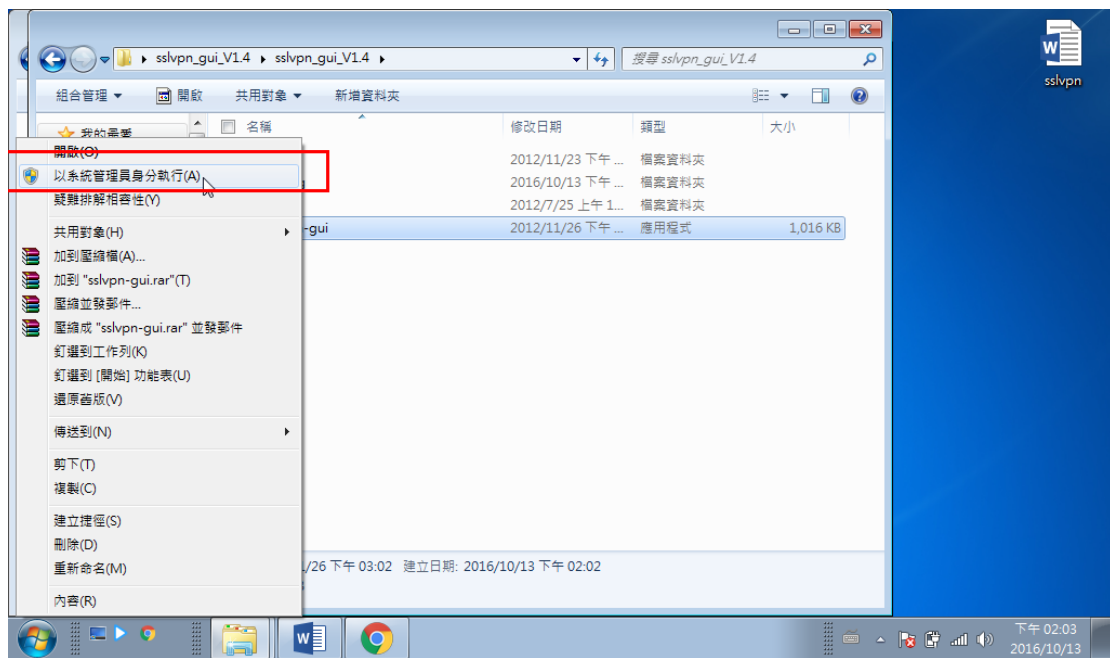 sslvpn_gui_V1.4 ▸ sslvpn_gui_V1.4 ▸
搜尋 sslvpn_gui_V1.4
組合管理 ▼ 開啟 共用對象 ▼ 新增資料夾
我的最愛
名稱 修改日期 類型 大小
2012/11/23 下午 ... 檔案資料夾
2016/10/13 下午 ... 檔案資料夾
2012/7/25 上午 1... 檔案資料夾
-gui 2012/11/26 下午 ... 應用程式 1,016 KB
開啟(O)
以系統管理員身分執行(A)
疑難排解相容性(Y)
共用對象(H)
加到壓縮檔(A)...
加到 "sslvpn-gui.rar"(T)
壓縮並發郵件...
壓縮成 "sslvpn-gui.rar" 並發郵件
釘選到工作列(K)
釘選到 [開始] 功能表(U)
還原舊版(V)
傳送到(N)
剪下(T)
複製(C)
建立捷徑(S)
刪除(D)
重新命名(M)
內容(R)
/26 下午 03:02 建立日期: 2016/10/13 下午 02:02
sslvpn
下午 02:03
2016/10/13